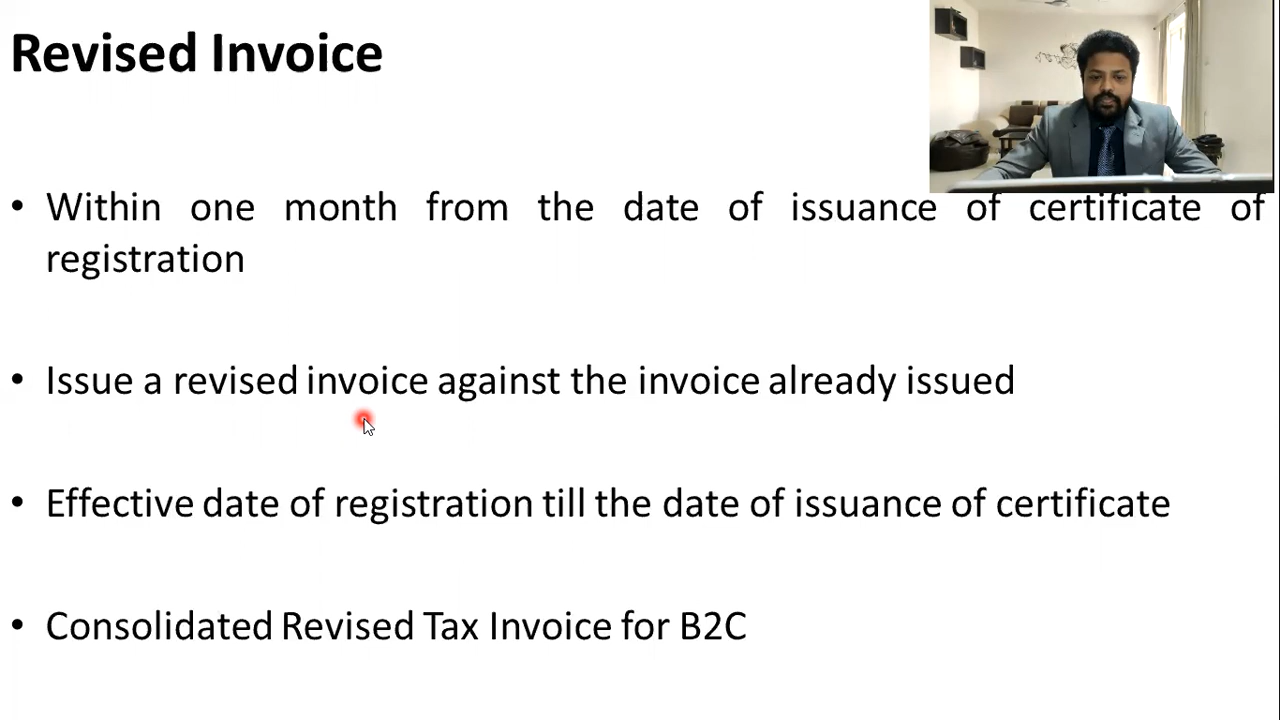 Revised Invoice
• Within one month from the date of issuance of certificate of
registration
• Issue a revised invoice against the invoice already issued
• Effective date of registration till the date of issuance of certificate
• Consolidated Revised Tax Invoice for B2C